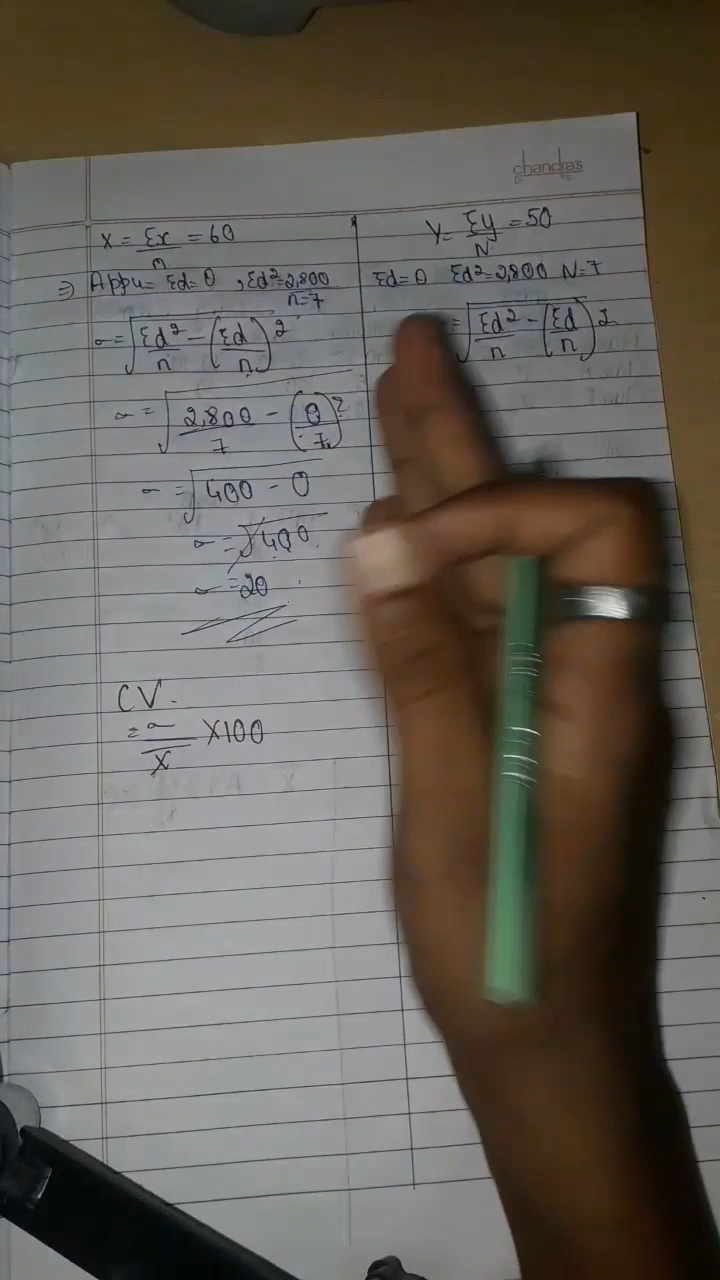 chandra's
X = Σx/n = 60
⇒ Appu = Σd = 0 , Σd² = 2,800
n = 7
σ = √(Σd²/n − (Σd/n)²)
σ = √(2,800/7 − (0/7)²)
σ = √(400 − 0)
σ = √400
σ = 20
CV.
= σ/X̄ ×100
Y = Σy/N = 50
Σd = 0 Σd² = 2,800 N = 7
= √(Σd²/n − (Σd/n)²)